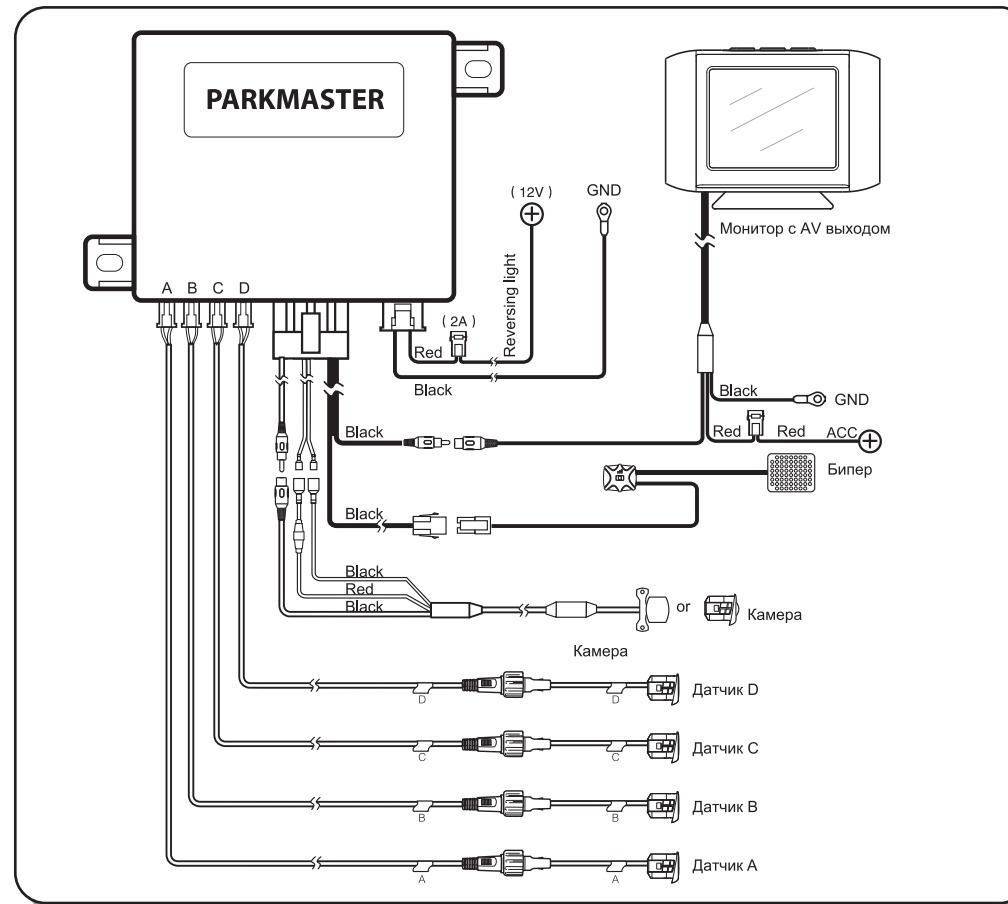 PARKMASTER
( 12V )
GND
Reversing light
Монитор с AV выходом
A B C D
( 2A )
Red
Black
Black
GND
Red
Red
ACC
Black
Бипер
Black
Black
Red
Black
or
Камера
Камера
D
D
Датчик D
C
C
Датчик C
B
B
Датчик B
A
A
Датчик A